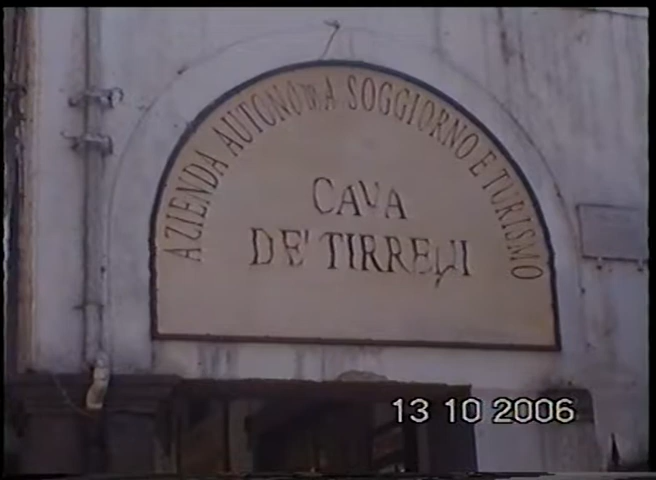 AZIENDA AUTONOMA SOGGIORNO E TURISMO
CAVA
DE' TIRRENI
13 10 2006